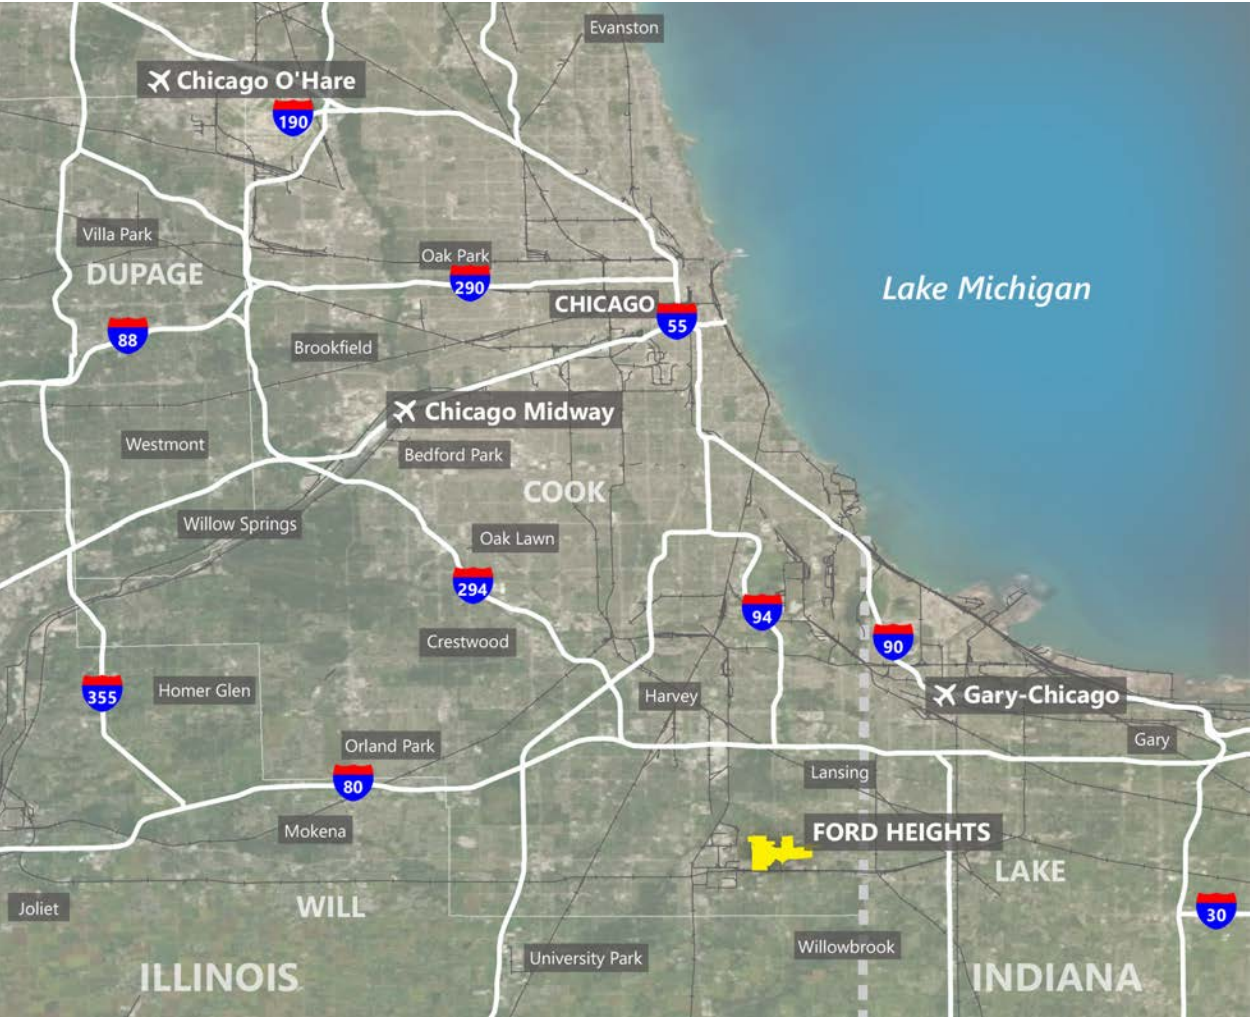 Evanston
Chicago O'Hare
190
Villa Park
Oak Park
DUPAGE
290
Lake Michigan
CHICAGO
55
88
Brookfield
Chicago Midway
Westmont
Bedford Park
COOK
Willow Springs
Oak Lawn
294
94
Crestwood
90
355
Homer Glen
Harvey
Gary-Chicago
Orland Park
Gary
80
Lansing
Mokena
FORD HEIGHTS
LAKE
Joliet
WILL
30
Willowbrook
University Park
ILLINOIS
INDIANA